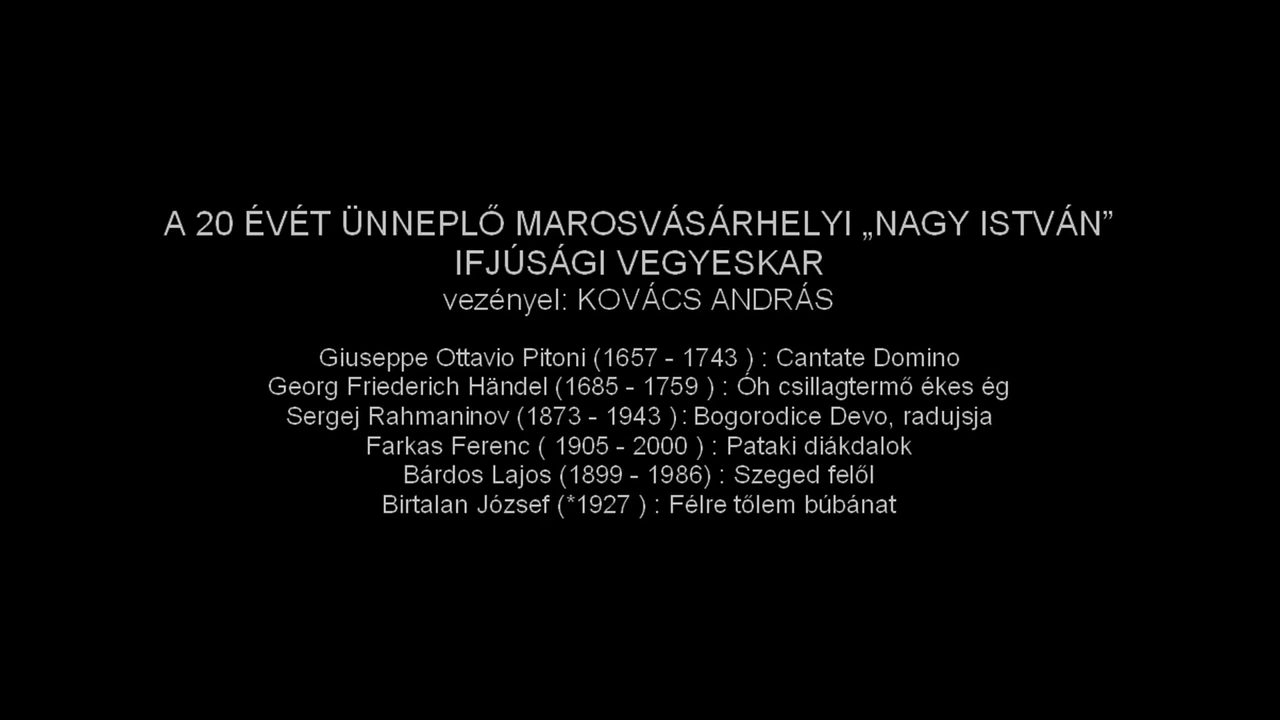 A 20 ÉVÉT ÜNNEPLŐ MAROSVÁSÁRHELYI „NAGY ISTVÁN”
IFJÚSÁGI VEGYESKAR
vezényel: KOVÁCS ANDRÁS
Giuseppe Ottavio Pitoni (1657 - 1743 ) : Cantate Domino
Georg Friederich Händel (1685 - 1759 ) : Óh csillagtermő ékes ég
Sergej Rahmaninov (1873 - 1943 ) : Bogorodice Devo, radujsja
Farkas Ferenc ( 1905 - 2000 ) : Pataki diákdalok
Bárdos Lajos (1899 - 1986) : Szeged felől
Birtalan József (*1927 ) : Félre tőlem búbánat